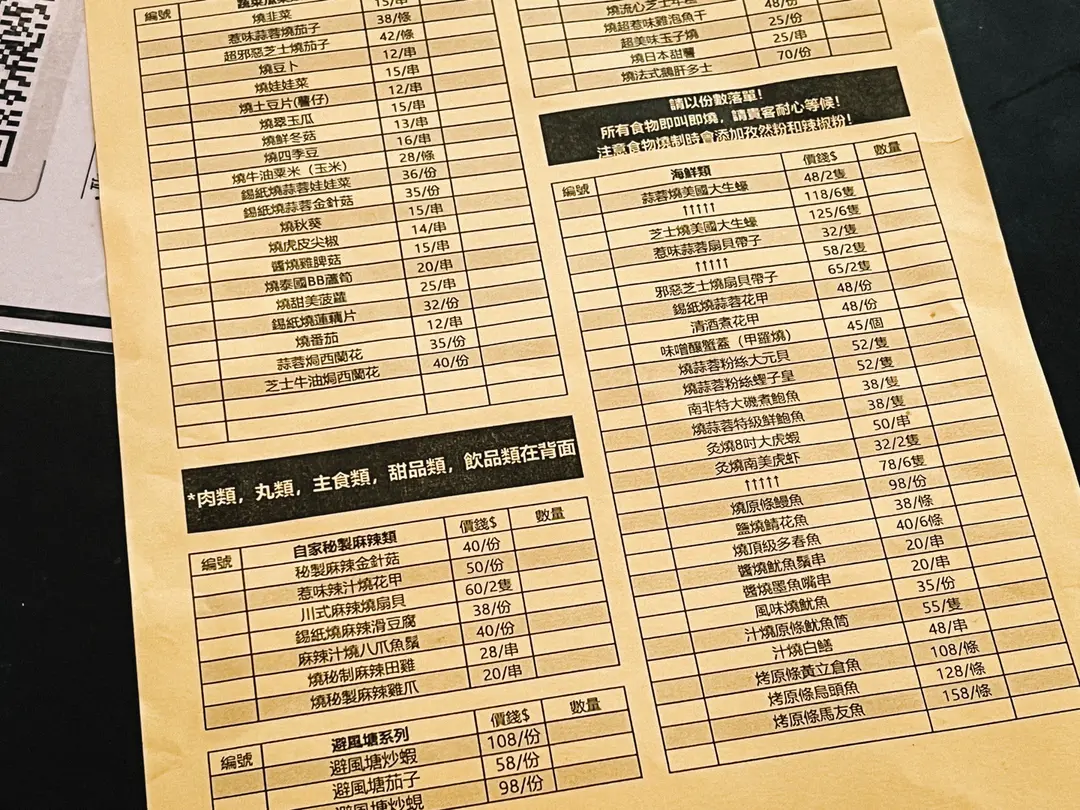 編號
燒韭菜 15/串
惹味蒜蓉燒茄子 38/條
超邪惡芝士燒茄子 42/條
燒豆卜 12/串
燒娃娃菜 15/串
燒土豆片(薯仔) 12/串
燒翠玉瓜 15/串
燒鮮冬菇 13/串
燒四季豆 16/串
燒牛油粟米（玉米） 28/條
錫紙燒蒜蓉娃娃菜 36/份
錫紙燒蒜蓉金針菇 35/份
燒秋葵 15/串
燒虎皮尖椒 14/串
醬燒雞脾菇 15/串
燒泰國BB蘆筍 20/串
燒甜美菠蘿 25/串
錫紙燒蓮藕片 32/份
燒番茄 12/串
蒜蓉焗西蘭花 35/份
芝士牛油焗西蘭花 40/份
*肉類，丸類，主食類，甜品類，飲品類在背面
編號 自家秘製麻辣類 價錢$ 數量
秘製麻辣金針菇 40/份
惹味辣汁燒花甲 50/份
川式麻辣燒扇貝 60/2隻
錫紙燒麻辣滑豆腐 38/份
麻辣汁燒八爪魚鬚 40/份
燒秘制麻辣田雞 28/串
燒秘製麻辣雞爪 20/串
編號 避風塘系列 價錢$ 數量
避風塘炒蝦 108/份
避風塘茄子 58/份
避風塘炒蜆 98/份
燒流心芝士年
燒超惹味雞泡魚干 48/份
超美味玉子燒 25/份
燒日本甜薯 25/串
燒法式鵝肝多士 70/份
請以份數落單!
所有食物即叫即燒，請貴客耐心等候!
注意食物燒制時會添加孜然粉和辣椒粉!
編號 海鮮類 價錢$ 數量
蒜蓉燒美國大生蠔 48/2隻
↑↑↑↑↑ 118/6隻
芝士燒美國大生蠔 125/6隻
惹味蒜蓉扇貝帶子 32/隻
↑↑↑↑↑ 58/2隻
邪惡芝士燒扇貝帶子 65/2隻
錫紙燒蒜蓉花甲 48/份
清酒煮花甲 48/份
味噌釀蟹蓋（甲羅燒） 45/個
燒蒜蓉粉絲大元貝 52/隻
燒蒜蓉粉絲蟶子皇 52/隻
南非特大磯煮鮑魚 38/隻
燒蒜蓉特級鮮鮑魚 38/隻
炙燒8吋大虎蝦 50/串
炙燒南美虎虾 32/2隻
↑↑↑↑↑ 78/6隻
燒原條鰻魚 98/份
鹽燒鯖花魚 38/條
燒頂級多春魚 40/6條
醬燒魷魚鬚串 20/串
醬燒墨魚嘴串 20/串
風味燒魷魚 35/份
汁燒原條魷魚筒 55/隻
汁燒白鱔 48/串
烤原條黃立倉魚 108/條
烤原條烏頭魚 128/條
烤原條馬友魚 158/條